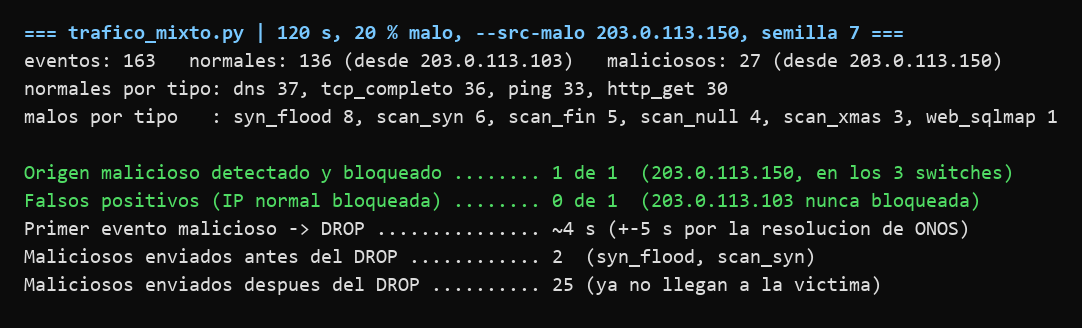 === trafico_mixto.py | 120 s, 20 % malo, --src-malo 203.0.113.150, semilla 7 ===
eventos: 163   normales: 136 (desde 203.0.113.103)   maliciosos: 27 (desde 203.0.113.150)
normales por tipo: dns 37, tcp_completo 36, ping 33, http_get 30
malos por tipo   : syn_flood 8, scan_syn 6, scan_fin 5, scan_null 4, scan_xmas 3, web_sqlmap 1
Origen malicioso detectado y bloqueado ........ 1 de 1  (203.0.113.150, en los 3 switches)
Falsos positivos (IP normal bloqueada) ........ 0 de 1  (203.0.113.103 nunca bloqueada)
Primer evento malicioso -> DROP ............... ~4 s (+-5 s por la resolucion de ONOS)
Maliciosos enviados antes del DROP ............ 2  (syn_flood, scan_syn)
Maliciosos enviados despues del DROP .......... 25 (ya no llegan a la victima)